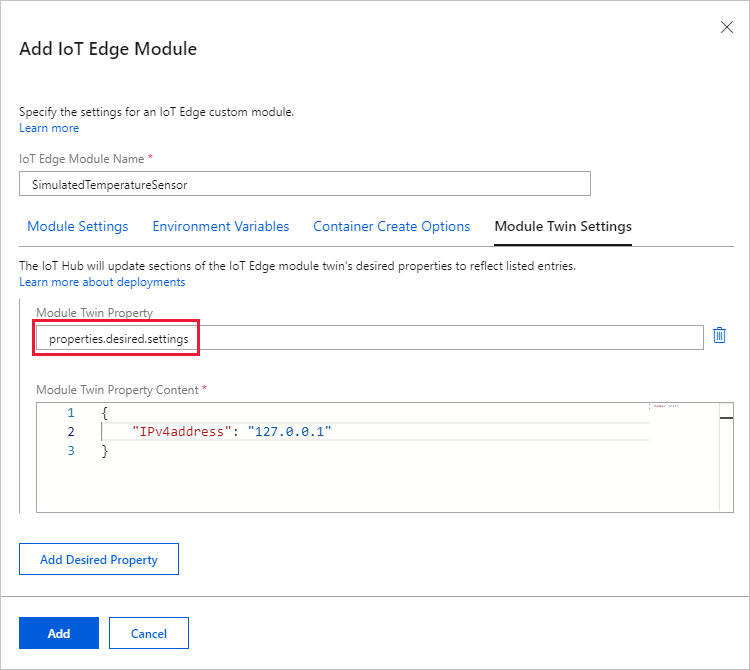 Add IoT Edge Module
Specify the settings for an IoT Edge custom module.
Learn more
IoT Edge Module Name *
SimulatedTemperatureSensor
Module Settings Environment Variables Container Create Options Module Twin Settings
The IoT Hub will update sections of the IoT Edge module twin's desired properties to reflect listed entries.
Learn more about deployments
Module Twin Property
properties.desired.settings
Module Twin Property Content *
1 {
2 "IPv4address": "127.0.0.1"
3 }
Add Desired Property
Add Cancel